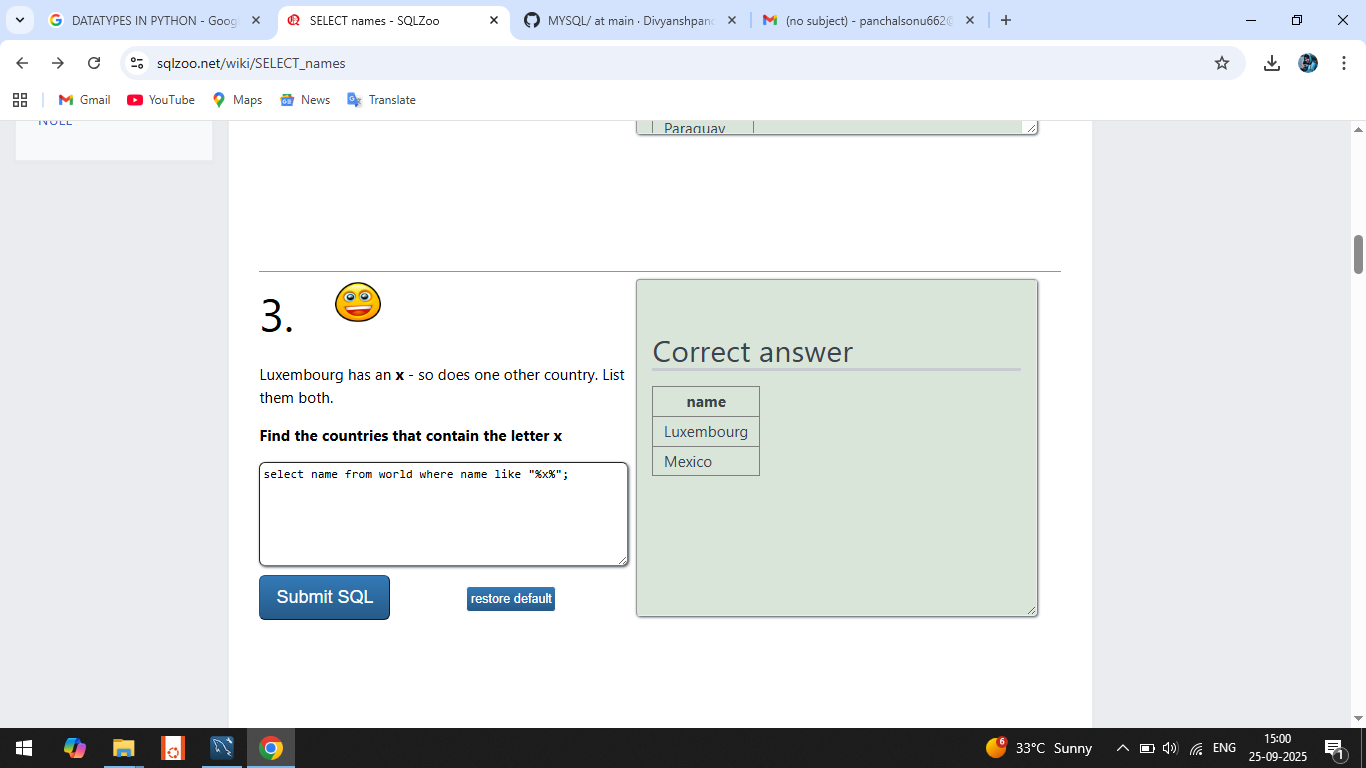 DATATYPES IN PYTHON - Goog
SELECT names - SQLZoo
MYSQL/ at main · Divyanshpan
(no subject) - panchalsonu662@
sqlzoo.net/wiki/SELECT_names
Gmail
YouTube
Maps
News
Translate
NULL
Paraguay
3.
Luxembourg has an x - so does one other country. List
them both.
Find the countries that contain the letter x
select name from world where name like "%x%";
Submit SQL
restore default
Correct answer
name
Luxembourg
Mexico
6
33°C Sunny
ENG
15:00
25-09-2025
1